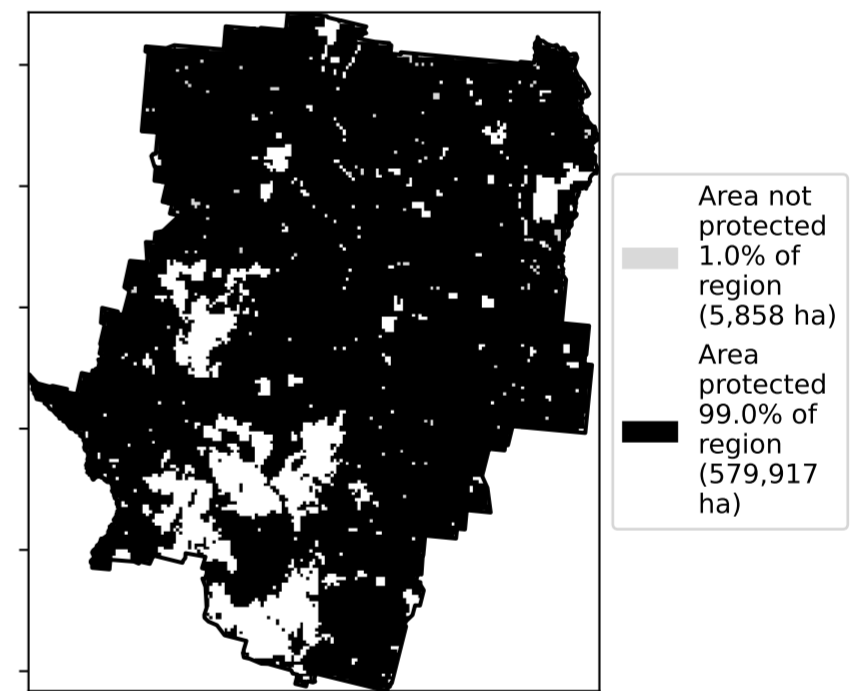 Area not
protected
1.0% of
region
(5,858 ha)
Area
protected
99.0% of
region
(579,917
ha)